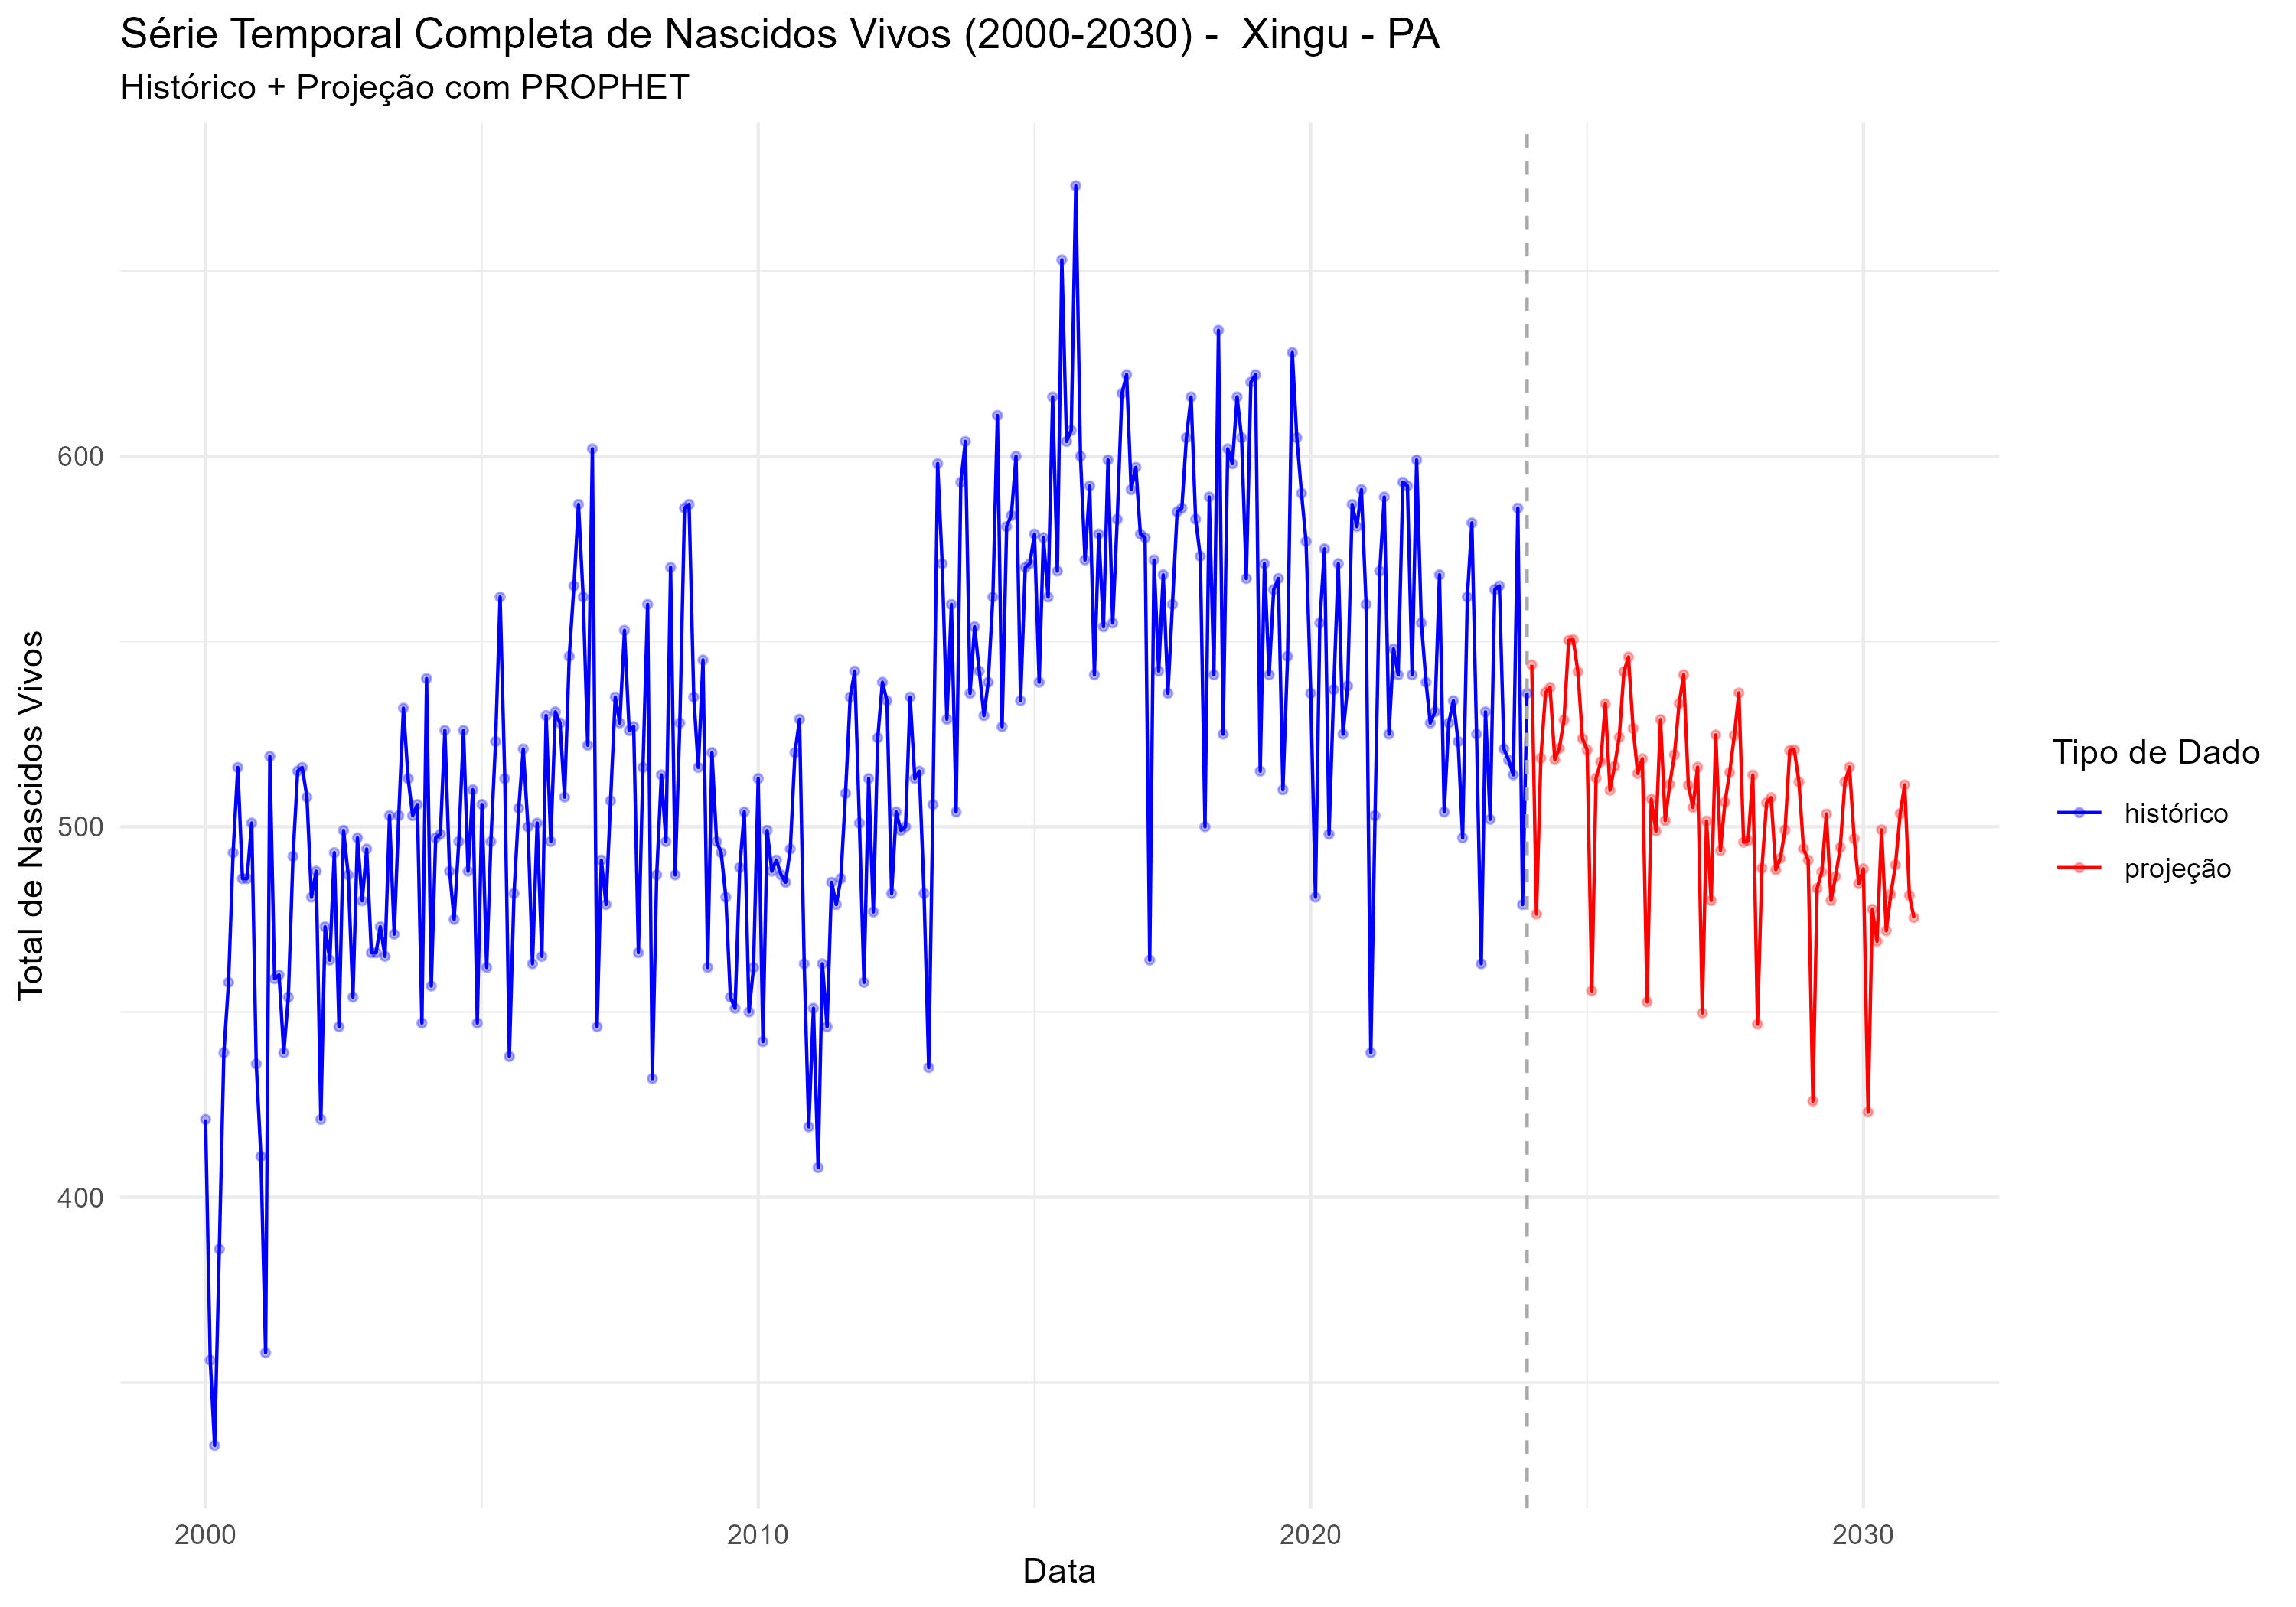 Série Temporal Completa de Nascidos Vivos (2000-2030) -  Xingu - PA
Histórico + Projeção com PROPHET
Total de Nascidos Vivos
600
500
400
2000
2010
2020
2030
Data
Tipo de Dado
histórico
projeção